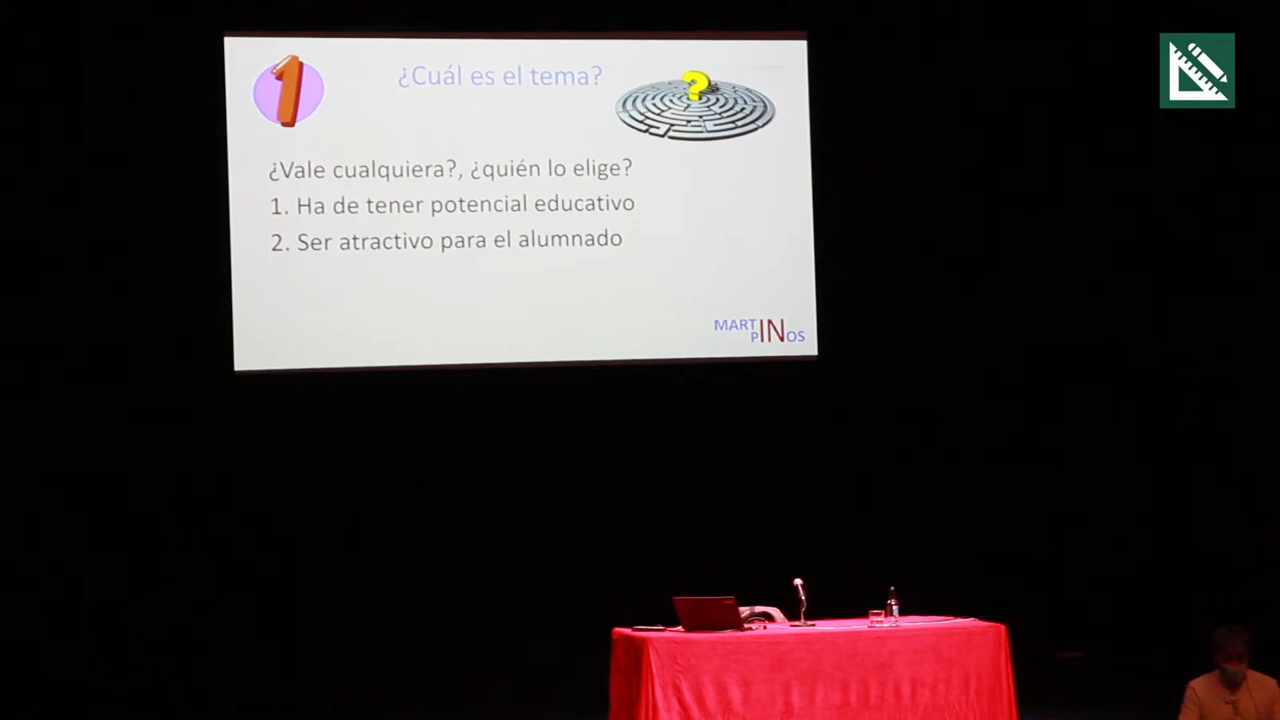 1
¿Cuál es el tema?
?
¿Vale cualquiera?, ¿quién lo elige?
1. Ha de tener potencial educativo
2. Ser atractivo para el alumnado
MARTINOS
PINOS